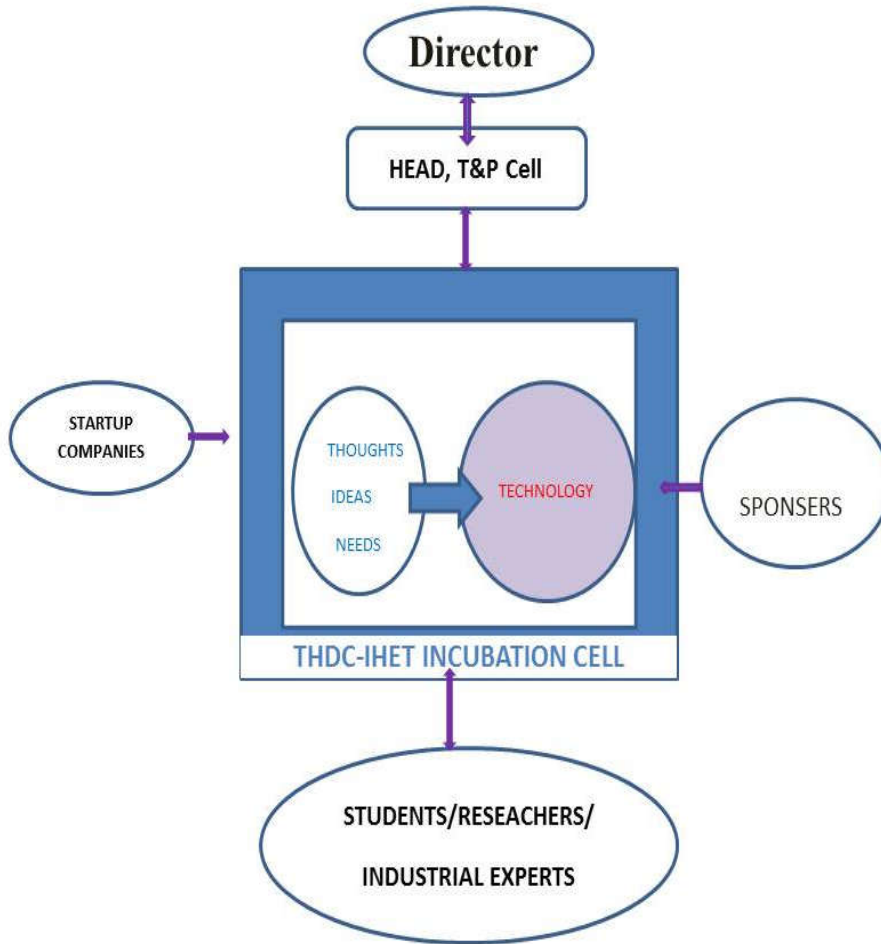 Director
HEAD, T&P Cell
STARTUP
COMPANIES
THOUGHTS
IDEAS
NEEDS
TECHNOLOGY
SPONSERS
THDC-IHET INCUBATION CELL
STUDENTS/RESEACHERS/
INDUSTRIAL EXPERTS